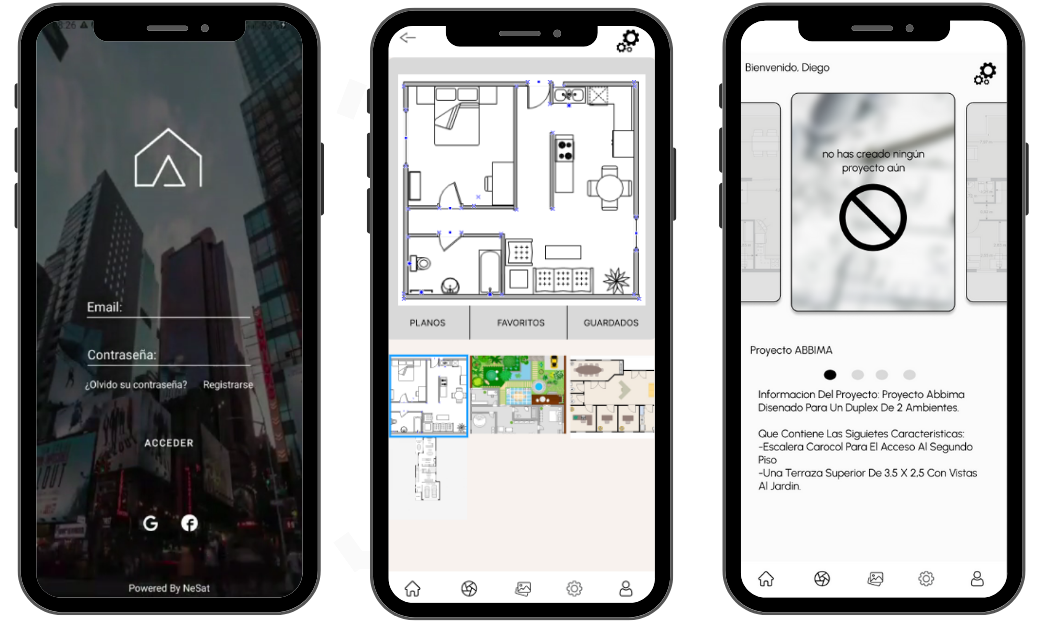 Email:
Contraseña:
¿Olvido su contraseña? Registrarse
ACCEDER
Powered By NeSat
PLANOS FAVORITOS GUARDADOS
Bienvenido, Diego
no has creado ningún
proyecto aún
Proyecto ABBIMA
Informacion Del Proyecto: Proyecto Abbima
Disenado Para Un Duplex De 2 Ambientes.
Que Contiene Las Siguietes Caracteristicas:
-Escalera Carocol Para El Acceso Al Segundo
Piso
-Una Terraza Superior De 3.5 X 2,5 Con Vistas
Al Jardin.